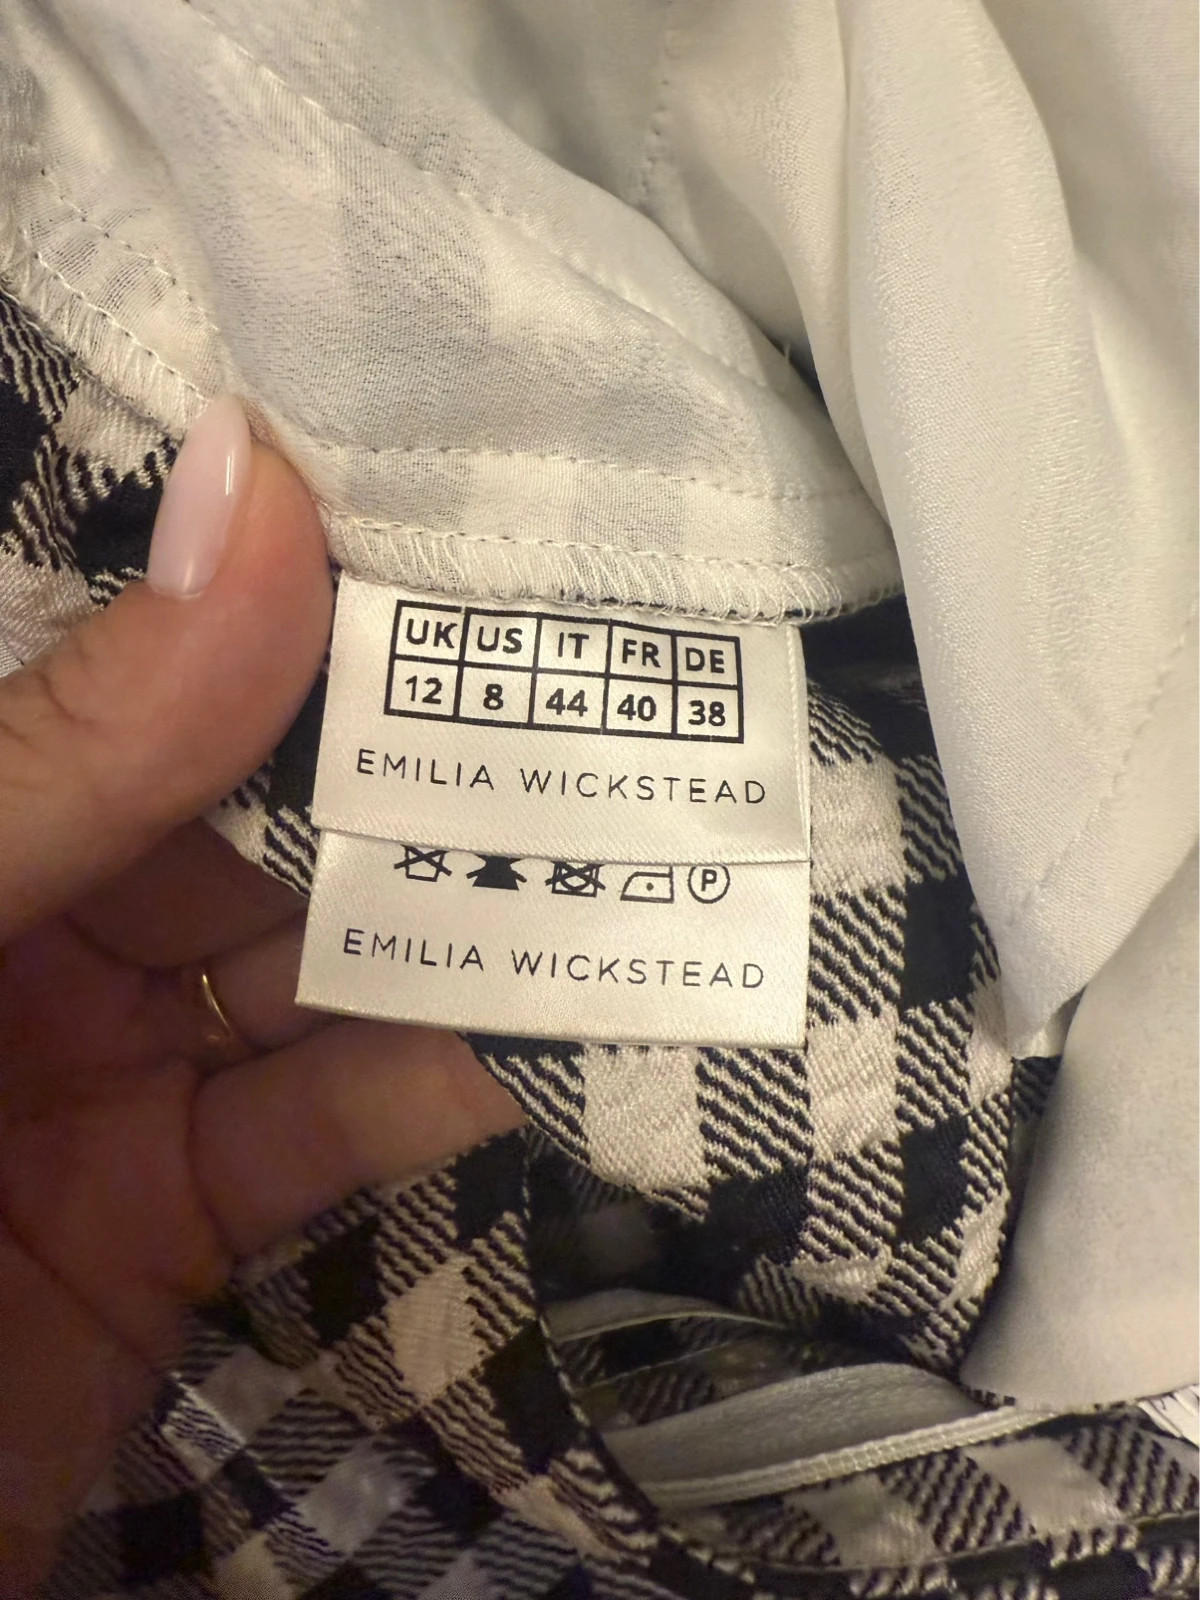 UK US IT FR DE
12 8 44 40 38
EMILIA WICKSTEAD
P
EMILIA WICKSTEAD